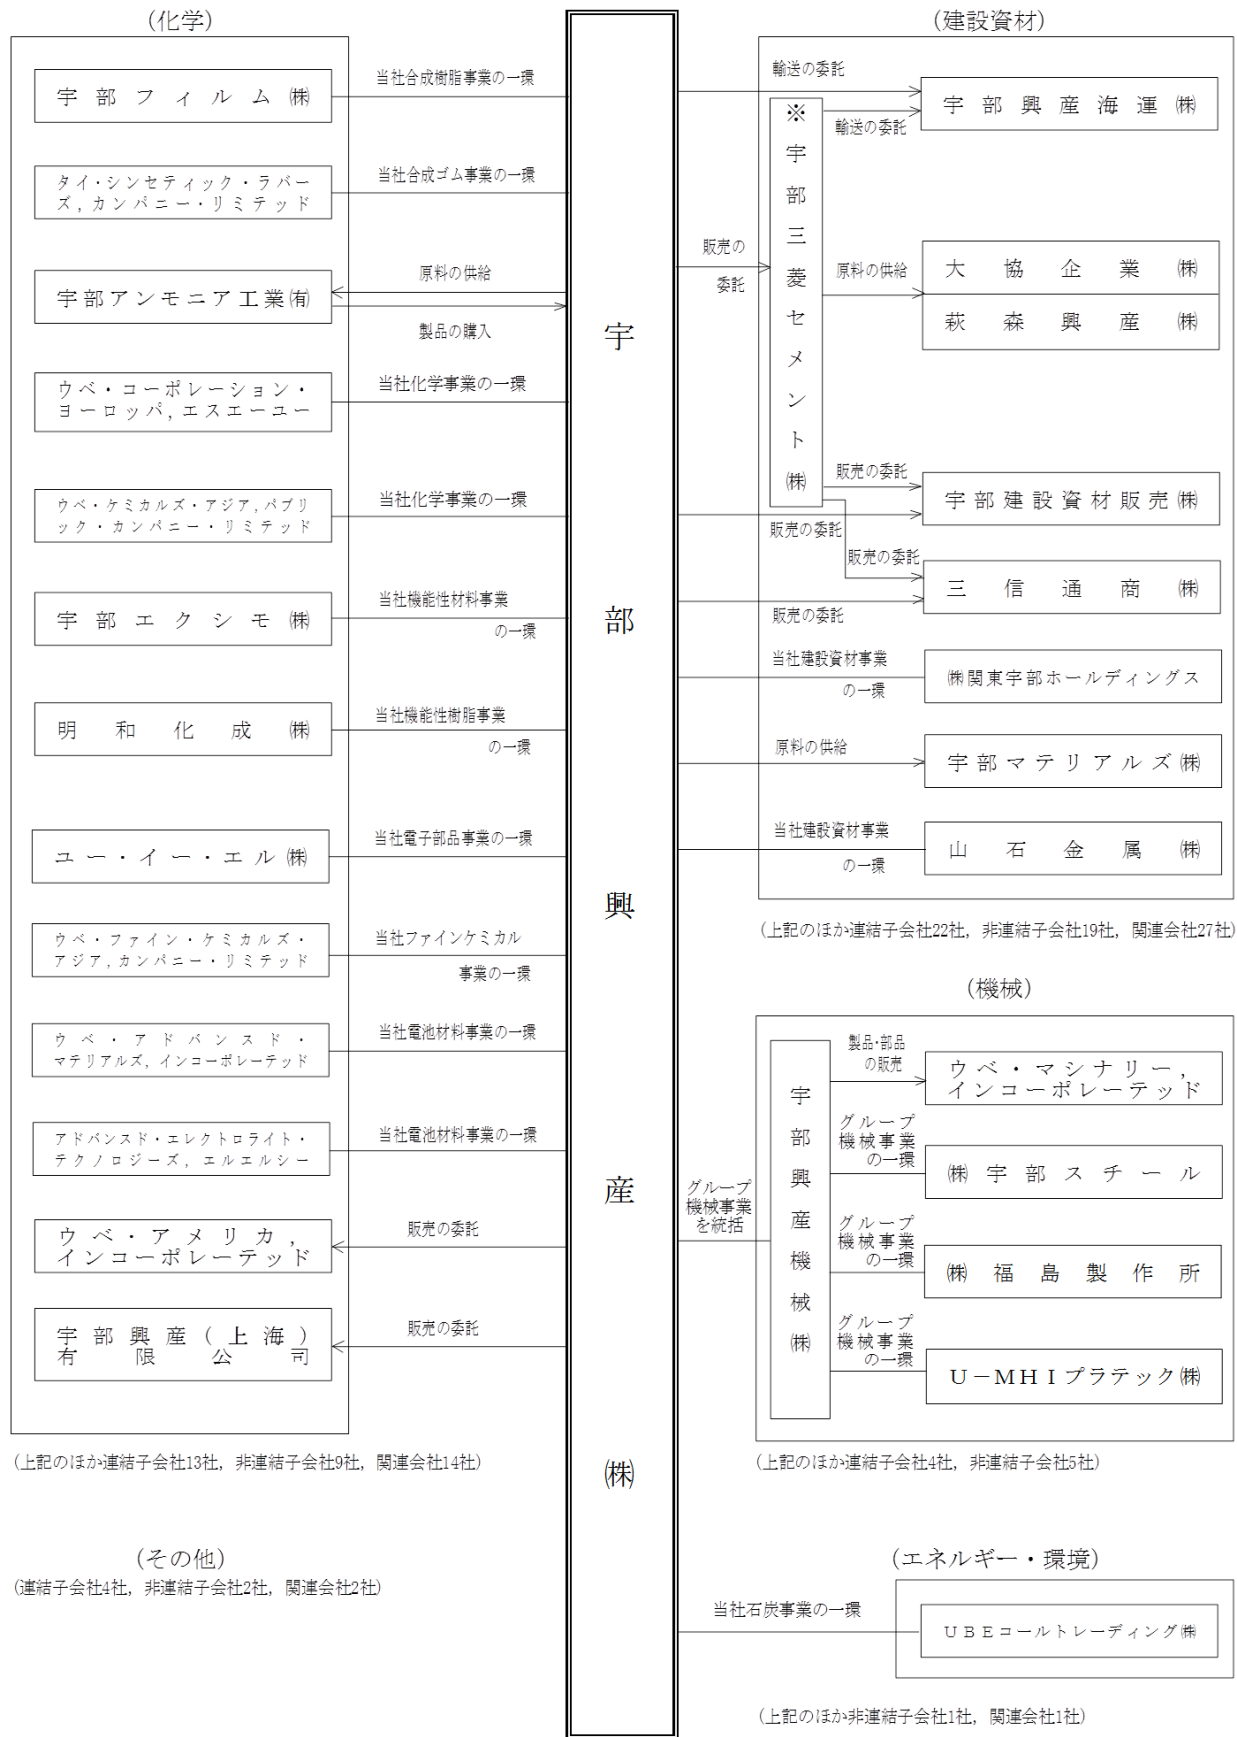 (化学)
当社合成樹脂事業の一環
宇部フィルム㈱
当社合成ゴム事業の一環
タイ・シンセティック・ラバー
ズ,カンパニー・リミテッド
原料の供給
宇部アンモニア工業㈲
製品の購入
当社化学事業の一環
ウベ・コーポレーション・
ヨーロッパ,エスエーユー
当社化学事業の一環
ウベ・ケミカルズ・アジア,パブリ
ック・カンパニー・リミテッド
当社機能性材料事業
の一環
宇部エクシモ㈱
当社機能性樹脂事業
の一環
明和化成㈱
当社電子部品事業の一環
ユー・イー・エル㈱
当社ファインケミカル
事業の一環
ウベ・ファイン・ケミカルズ・
アジア,カンパニー・リミテッド
当社電池材料事業の一環
ウベ・アドバンスド・
マテリアルズ,インコーポレーテッド
当社電池材料事業の一環
アドバンスド・エレクトロライト・
テクノロジーズ,エルエルシー
販売の委託
ウベ・アメリカ,
インコーポレーテッド
販売の委託
宇部興産(上海)
有限公司
(上記のほか連結子会社13社,非連結子会社9社,関連会社14社)
(その他)
(連結子会社4社,非連結子会社2社,関連会社2社)
宇部興産㈱
(建設資材)
輸送の委託
宇部興産海運㈱
輸送の委託
※宇部三菱セメント㈱
販売の
委託
原料の供給
大協企業㈱
萩森興産㈱
販売の委託
宇部建設資材販売㈱
販売の委託
販売の委託
三信通商㈱
販売の委託
当社建設資材事業
の一環
㈱関東宇部ホールディングス
原料の供給
宇部マテリアルズ㈱
当社建設資材事業
の一環
山石金属㈱
(上記のほか連結子会社22社,非連結子会社19社,関連会社27社)
(機械)
グループ
機械事業
を統括
宇部興産機械㈱
製品・部品
の販売
ウベ・マシナリー,
インコーポレーテッド
グループ
機械事業
の一環
㈱宇部スチール
グループ
機械事業
の一環
㈱福島製作所
グループ
機械事業
の一環
U－MHIプラテック㈱
(上記のほか連結子会社4社,非連結子会社5社)
(エネルギー・環境)
当社石炭事業の一環
UBEコールトレーディング㈱
(上記のほか非連結子会社1社,関連会社1社)